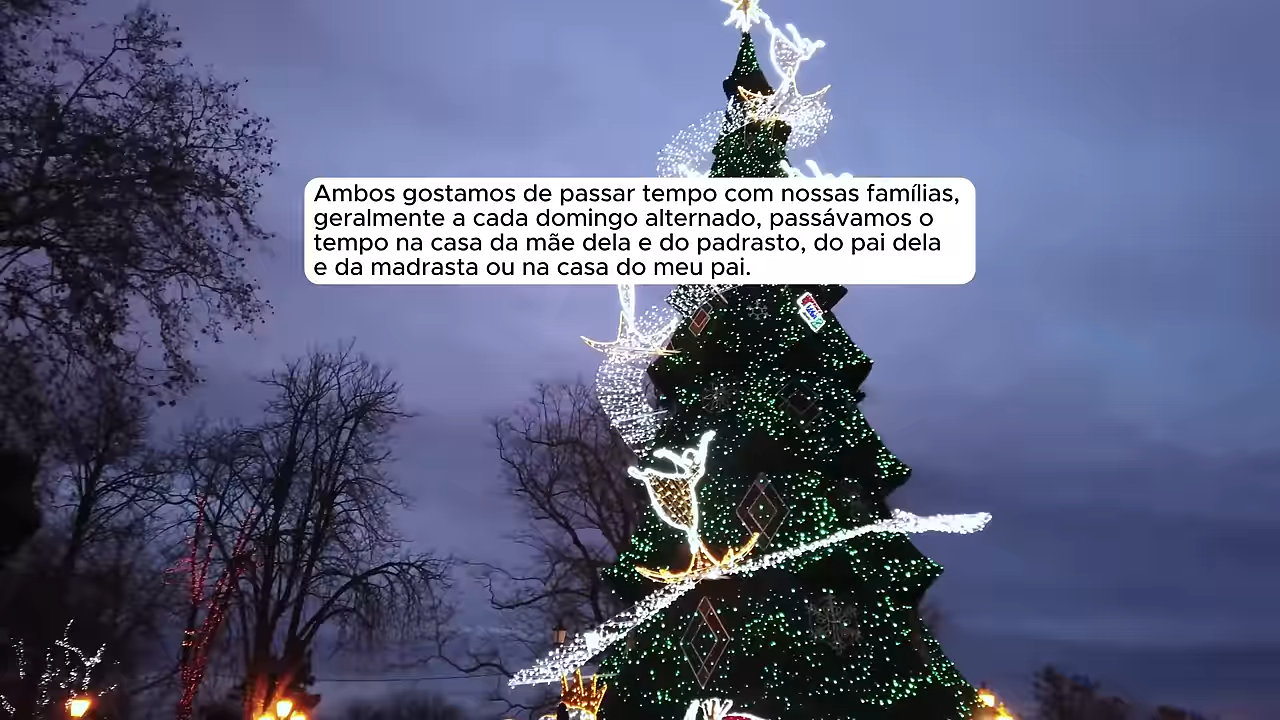 Ambos gostamos de passar tempo com nossas famílias,
geralmente a cada domingo alternado, passávamos o
tempo na casa da mãe dela e do padrasto, do pai dela
e da madrasta ou na casa do meu pai.